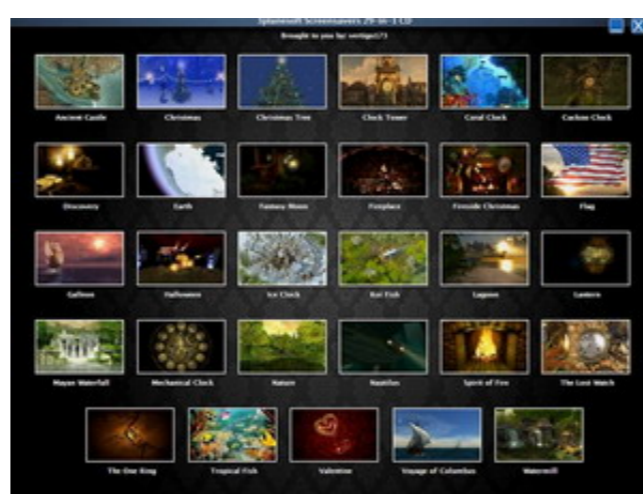 3planesoft Screensavers 29-in-1 CD
Brought to you by: vertigo173
Ancient Castle
Christmas
Christmas Tree
Clock Tower
Coral Clock
Cuckoo Clock
Discovery
Earth
Fantasy Moon
Fireplace
Fireside Christmas
Flag
Galleon
Halloween
Ice Clock
Koi Fish
Lagoon
Lantern
Mayan Waterfall
Mechanical Clock
Nature
Nautilus
Spirit of Fire
The Lost Watch
The One Ring
Tropical Fish
Valentine
Voyage of Columbus
Watermill